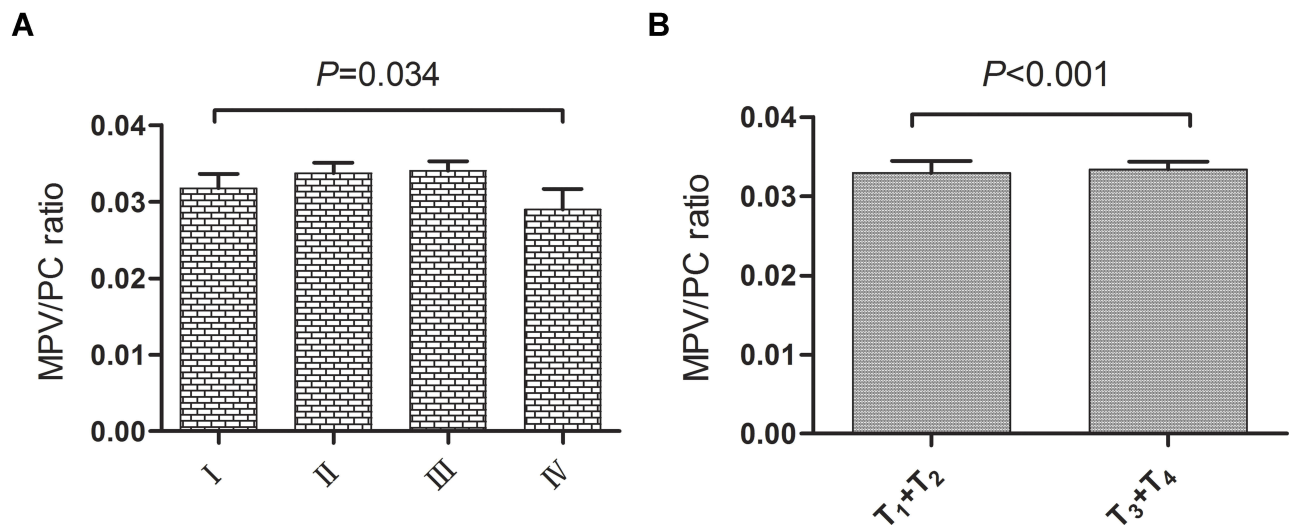 A
P=0.034
MPV/PC ratio
0.04
0.03
0.02
0.01
0.00
I
II
III
IV
B
P<0.001
MPV/PC ratio
0.04
0.03
0.02
0.01
0.00
T₁+T₂
T₃+T₄